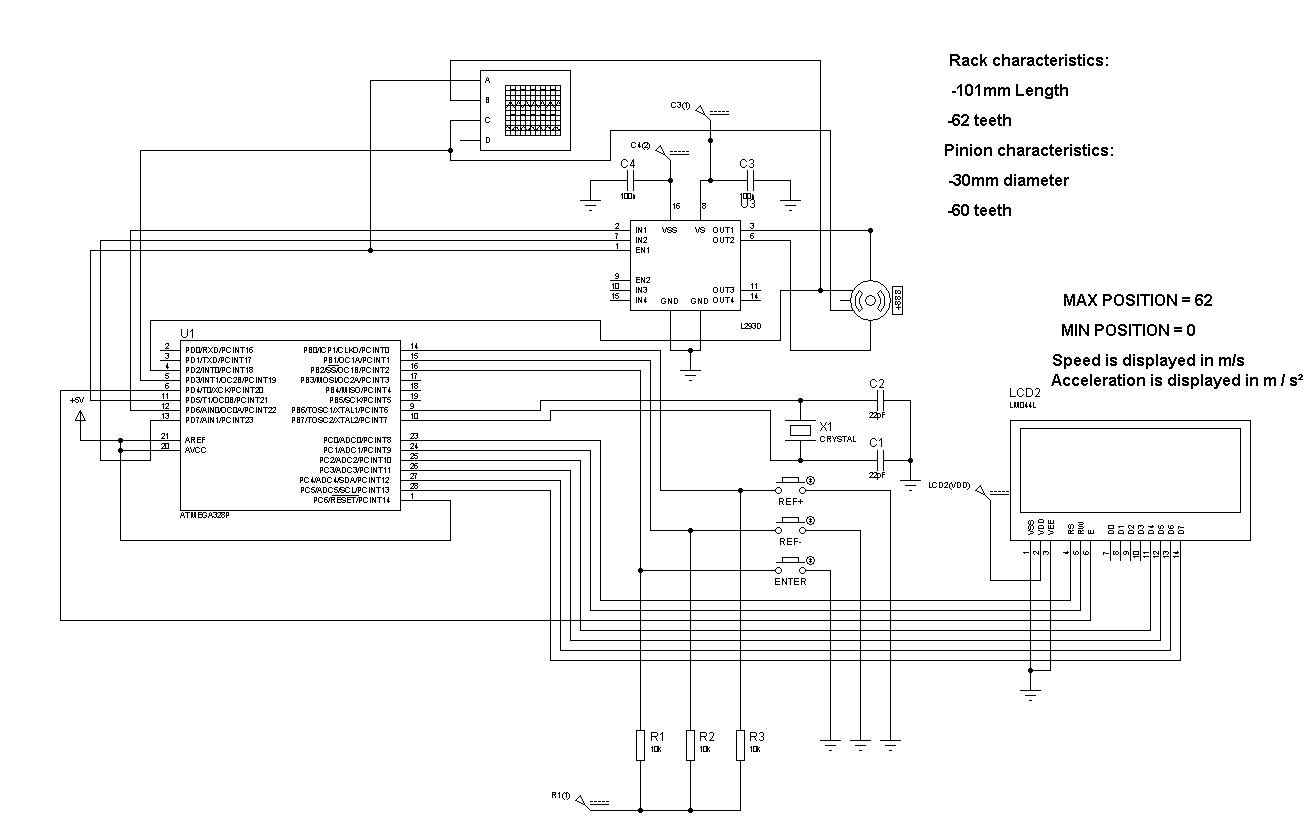 Rack characteristics:
-101mm Length
-62 teeth
Pinion characteristics:
-30mm diameter
-60 teeth
MAX POSITION = 62
MIN POSITION = 0
Speed is displayed in m/s
Acceleration is displayed in m / s²
A
B
C
D
C3(1)
C4(2)
C4
100n
C3
100n
U3
16
8
2
IN1
VSS
VS
OUT1
3
7
IN2
OUT2
6
1
EN1
9
EN2
10
IN3
OUT3
11
15
IN4
GND
GND
OUT4
14
L293D
+888
U1
2
PD0/RXD/PCINT16
PB0/ICP1/CLKO/PCINT0
14
3
PD1/TXD/PCINT17
PB1/OC1A/PCINT1
15
4
PD2/INT0/PCINT18
PB2/SS/OC1B/PCINT2
16
5
PD3/INT1/OC2B/PCINT19
PB3/MOSI/OC2A/PCINT3
17
6
PD4/T0/XCK/PCINT20
PB4/MISO/PCINT4
18
11
PD5/T1/OC0B/PCINT21
PB5/SCK/PCINT5
19
12
PD6/AIN0/OC0A/PCINT22
PB6/TOSC1/XTAL1/PCINT6
9
13
PD7/AIN1/PCINT23
PB7/TOSC2/XTAL2/PCINT7
10
+5V
21
AREF
PC0/ADC0/PCINT8
23
20
AVCC
PC1/ADC1/PCINT9
24
PC2/ADC2/PCINT10
25
PC3/ADC3/PCINT11
26
PC4/ADC4/SDA/PCINT12
27
PC5/ADC5/SCL/PCINT13
28
PC6/RESET/PCINT14
1
ATMEGA328P
C2
22pF
X1
CRYSTAL
C1
22pF
REF+
REF-
ENTER
LCD2
LM044L
LCD2(VDD)
VSS
VDD
VEE
RS
RW
E
D0
D1
D2
D3
D4
D5
D6
D7
1
2
3
4
5
6
7
8
9
10
11
12
13
14
R1
10k
R2
10k
R3
10k
R1(1)